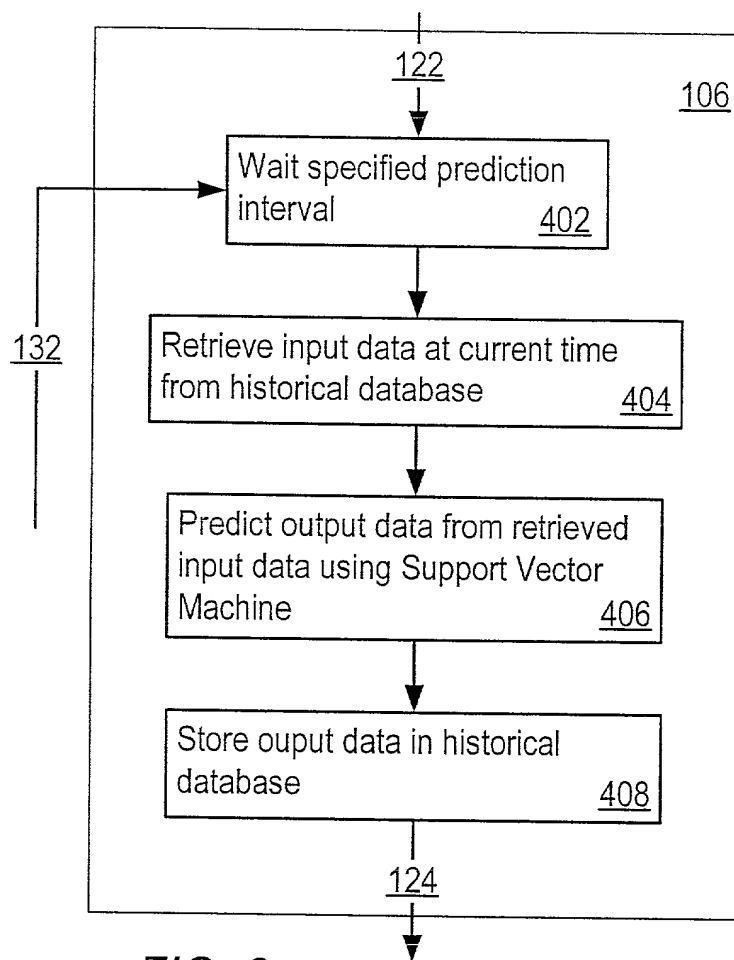 122
106
Wait specified prediction
interval
402
132
Retrieve input data at current time
from historical database
404
Predict output data from retrieved
input data using Support Vector
Machine
406
Store ouput data in historical
database
408
124